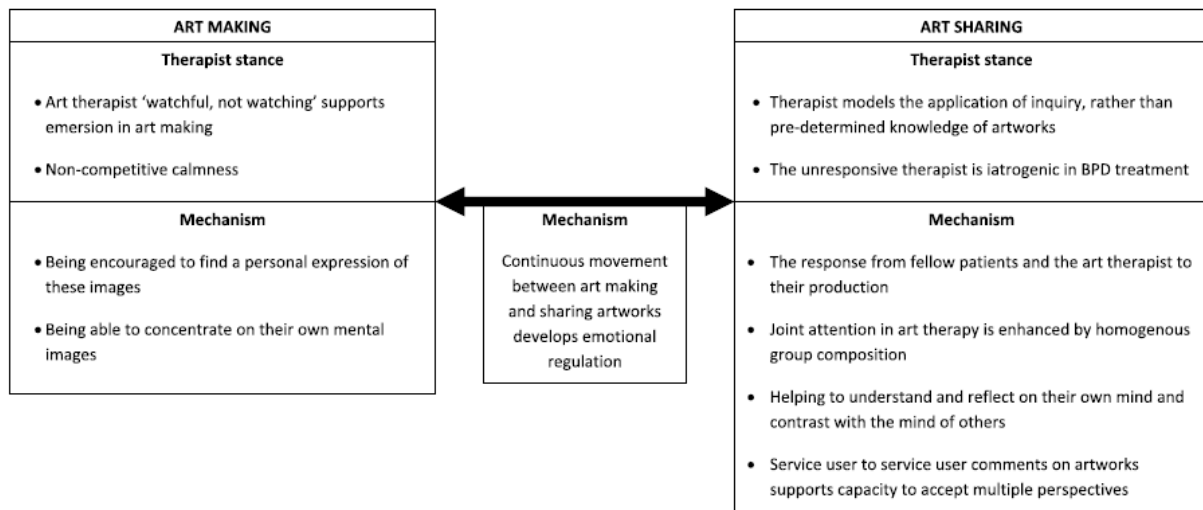 ART MAKING
Therapist stance
• Art therapist ‘watchful, not watching’ supports
emersion in art making
• Non-competitive calmness
Mechanism
• Being encouraged to find a personal expression of
these images
• Being able to concentrate on their own mental
images
Mechanism
Continuous movement
between art making
and sharing artworks
develops emotional
regulation
ART SHARING
Therapist stance
• Therapist models the application of inquiry, rather than
pre-determined knowledge of artworks
• The unresponsive therapist is iatrogenic in BPD treatment
Mechanism
• The response from fellow patients and the art therapist to
their production
• Joint attention in art therapy is enhanced by homogenous
group composition
• Helping to understand and reflect on their own mind and
contrast with the mind of others
• Service user to service user comments on artworks
supports capacity to accept multiple perspectives